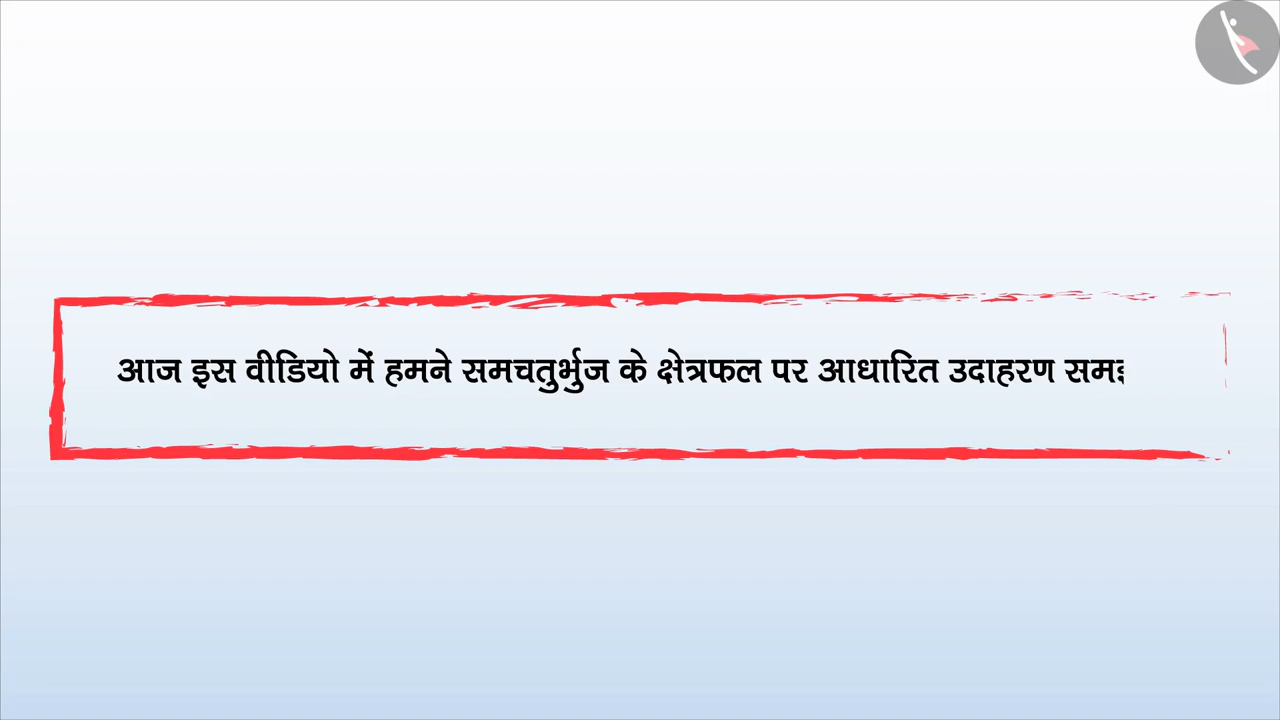 आज इस वीडियो में हमने समचतुर्भुज के क्षेत्रफल पर आधारित उदाहरण